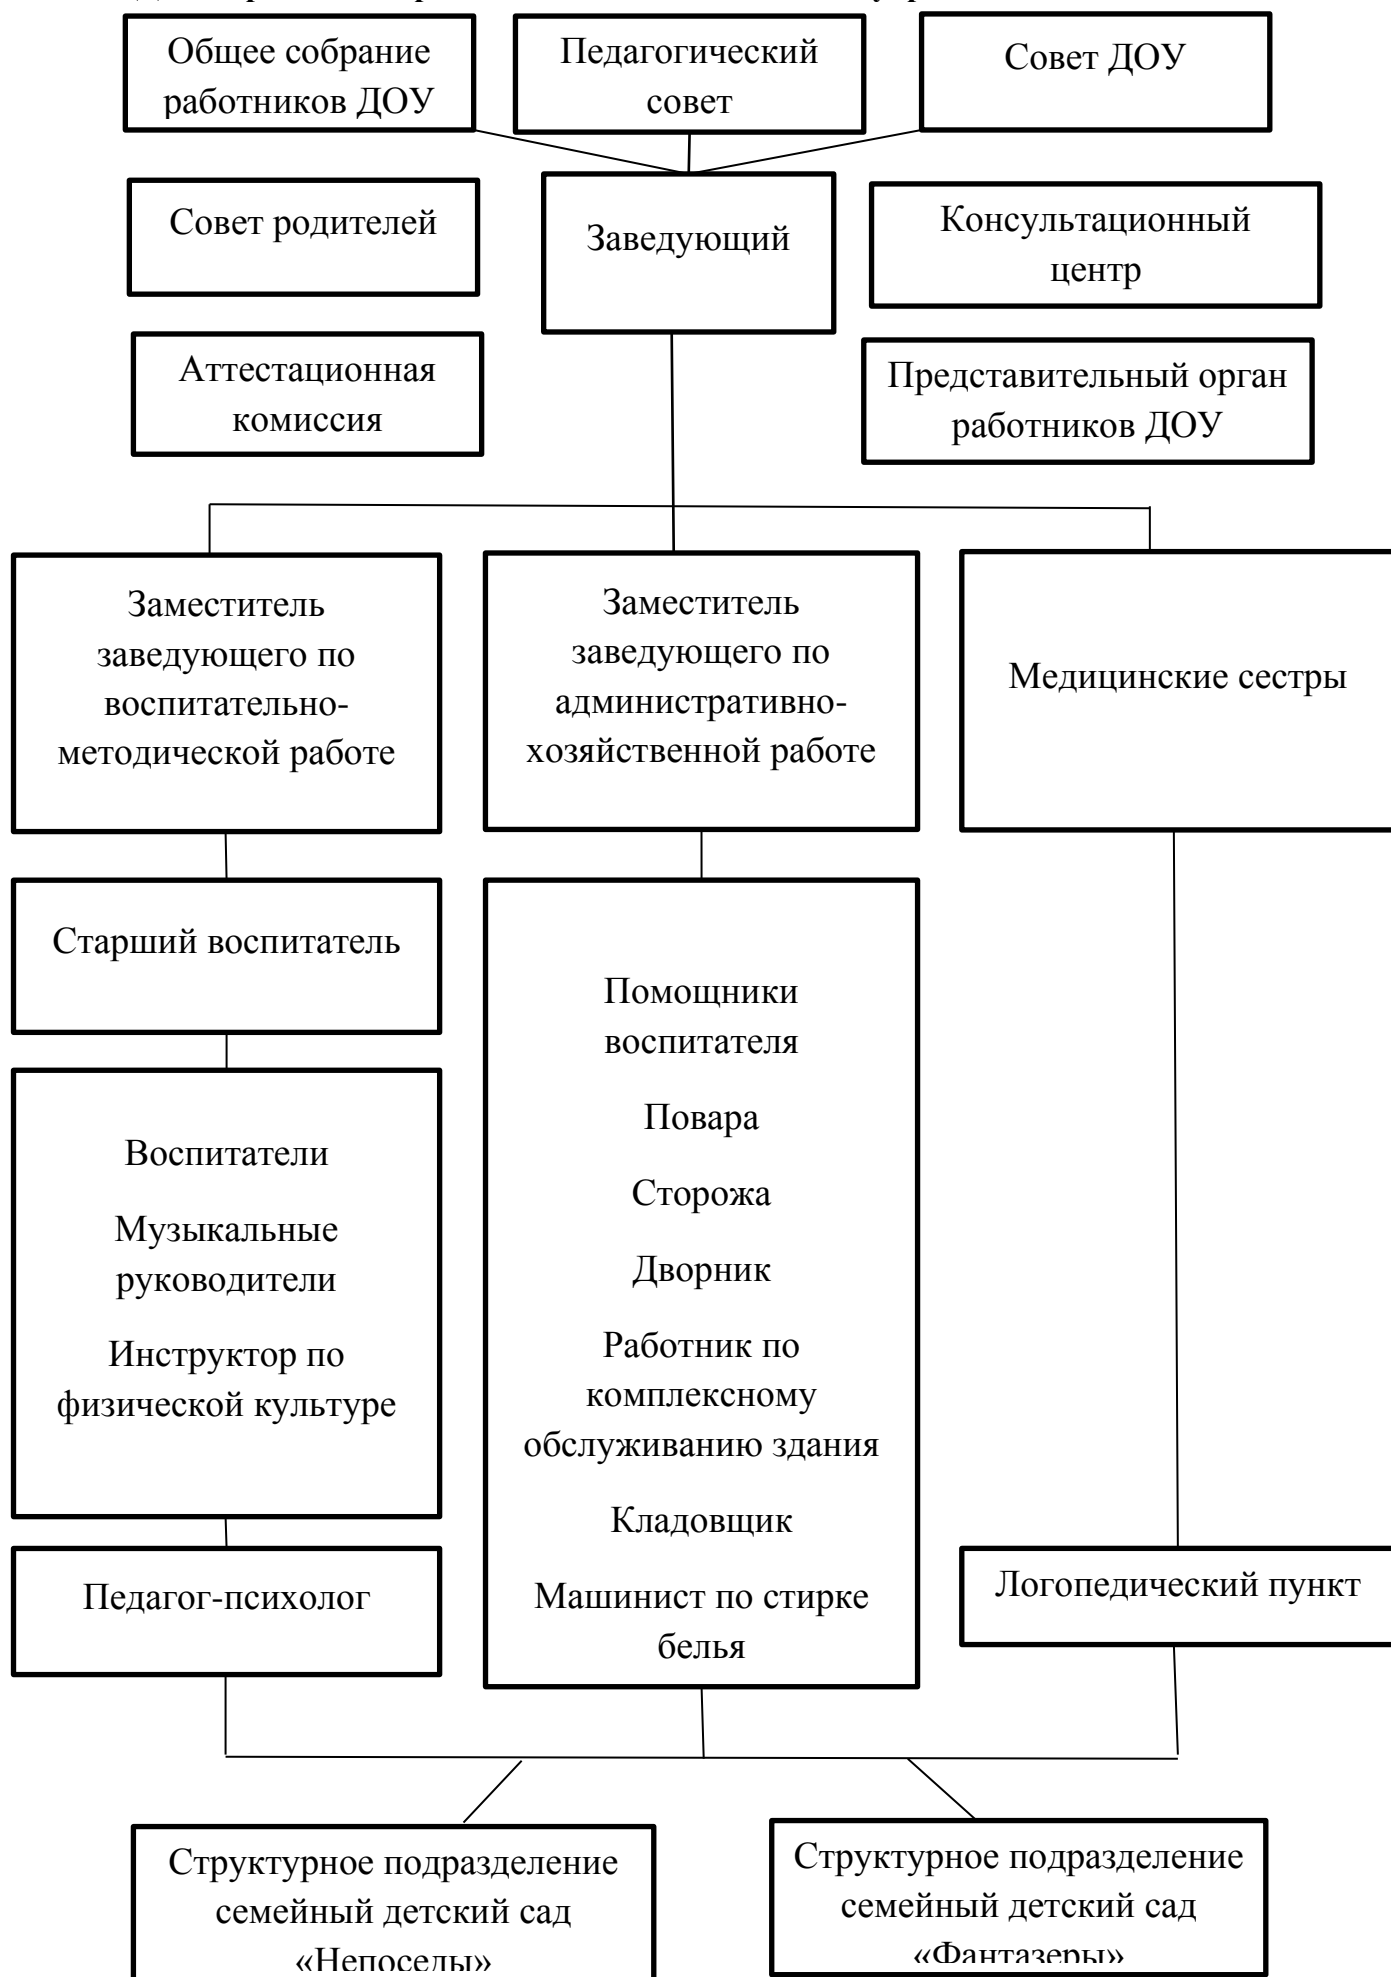 Общее собрание
работников ДОУ
Педагогический
совет
Совет ДОУ
Совет родителей
Заведующий
Консультационный
центр
Аттестационная
комиссия
Представительный орган
работников ДОУ
Заместитель
заведующего по
воспитательно-
методической работе
Заместитель
заведующего по
административно-
хозяйственной работе
Медицинские сестры
Старший воспитатель
Воспитатели
Музыкальные
руководители
Инструктор по
физической культуре
Помощники
воспитателя
Повара
Сторожа
Дворник
Работник по
комплексному
обслуживанию здания
Кладовщик
Машинист по стирке
белья
Педагог-психолог
Логопедический пункт
Структурное подразделение
семейный детский сад
«Непоседы»
Структурное подразделение
семейный детский сад
«Фантазеры»